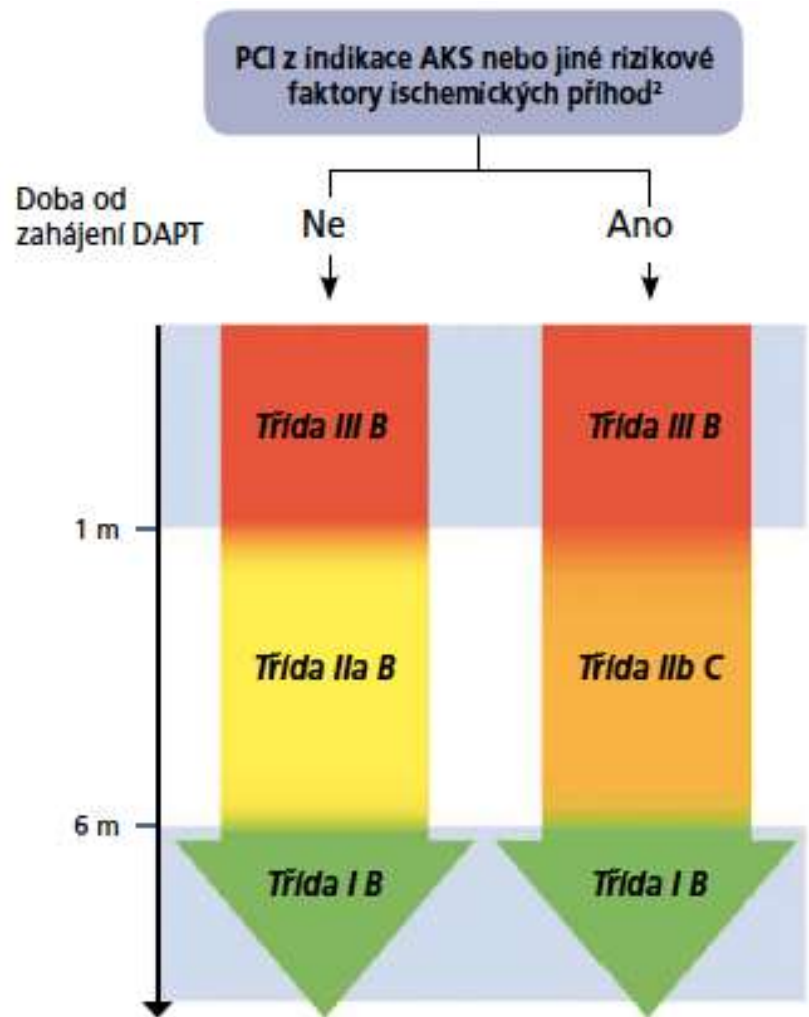 PCI z indikace AKS nebo jiné rizikové
faktory ischemických příhod²
Doba od
zahájení DAPT
Ne
Ano
Třída III B
Třída III B
1 m
Třída IIa B
Třída IIb C
6 m
Třída I B
Třída I B